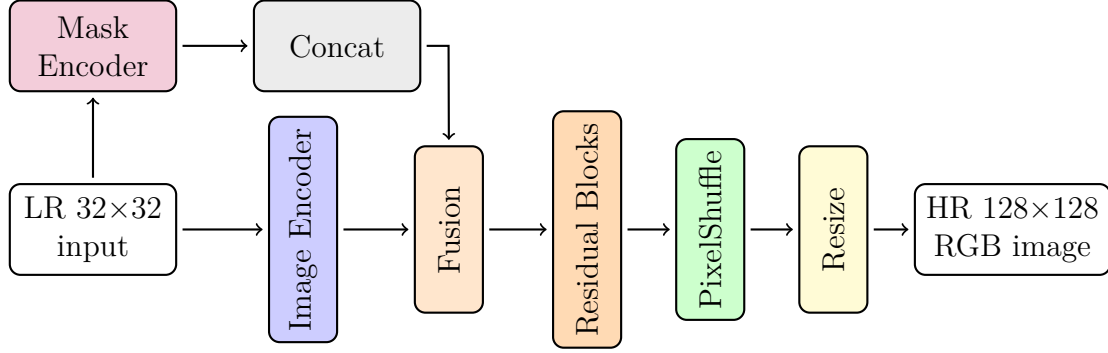 Mask
Encoder
Concat
LR 32×32
input
Image Encoder
Fusion
Residual Blocks
PixelShuffle
Resize
HR 128×128
RGB image